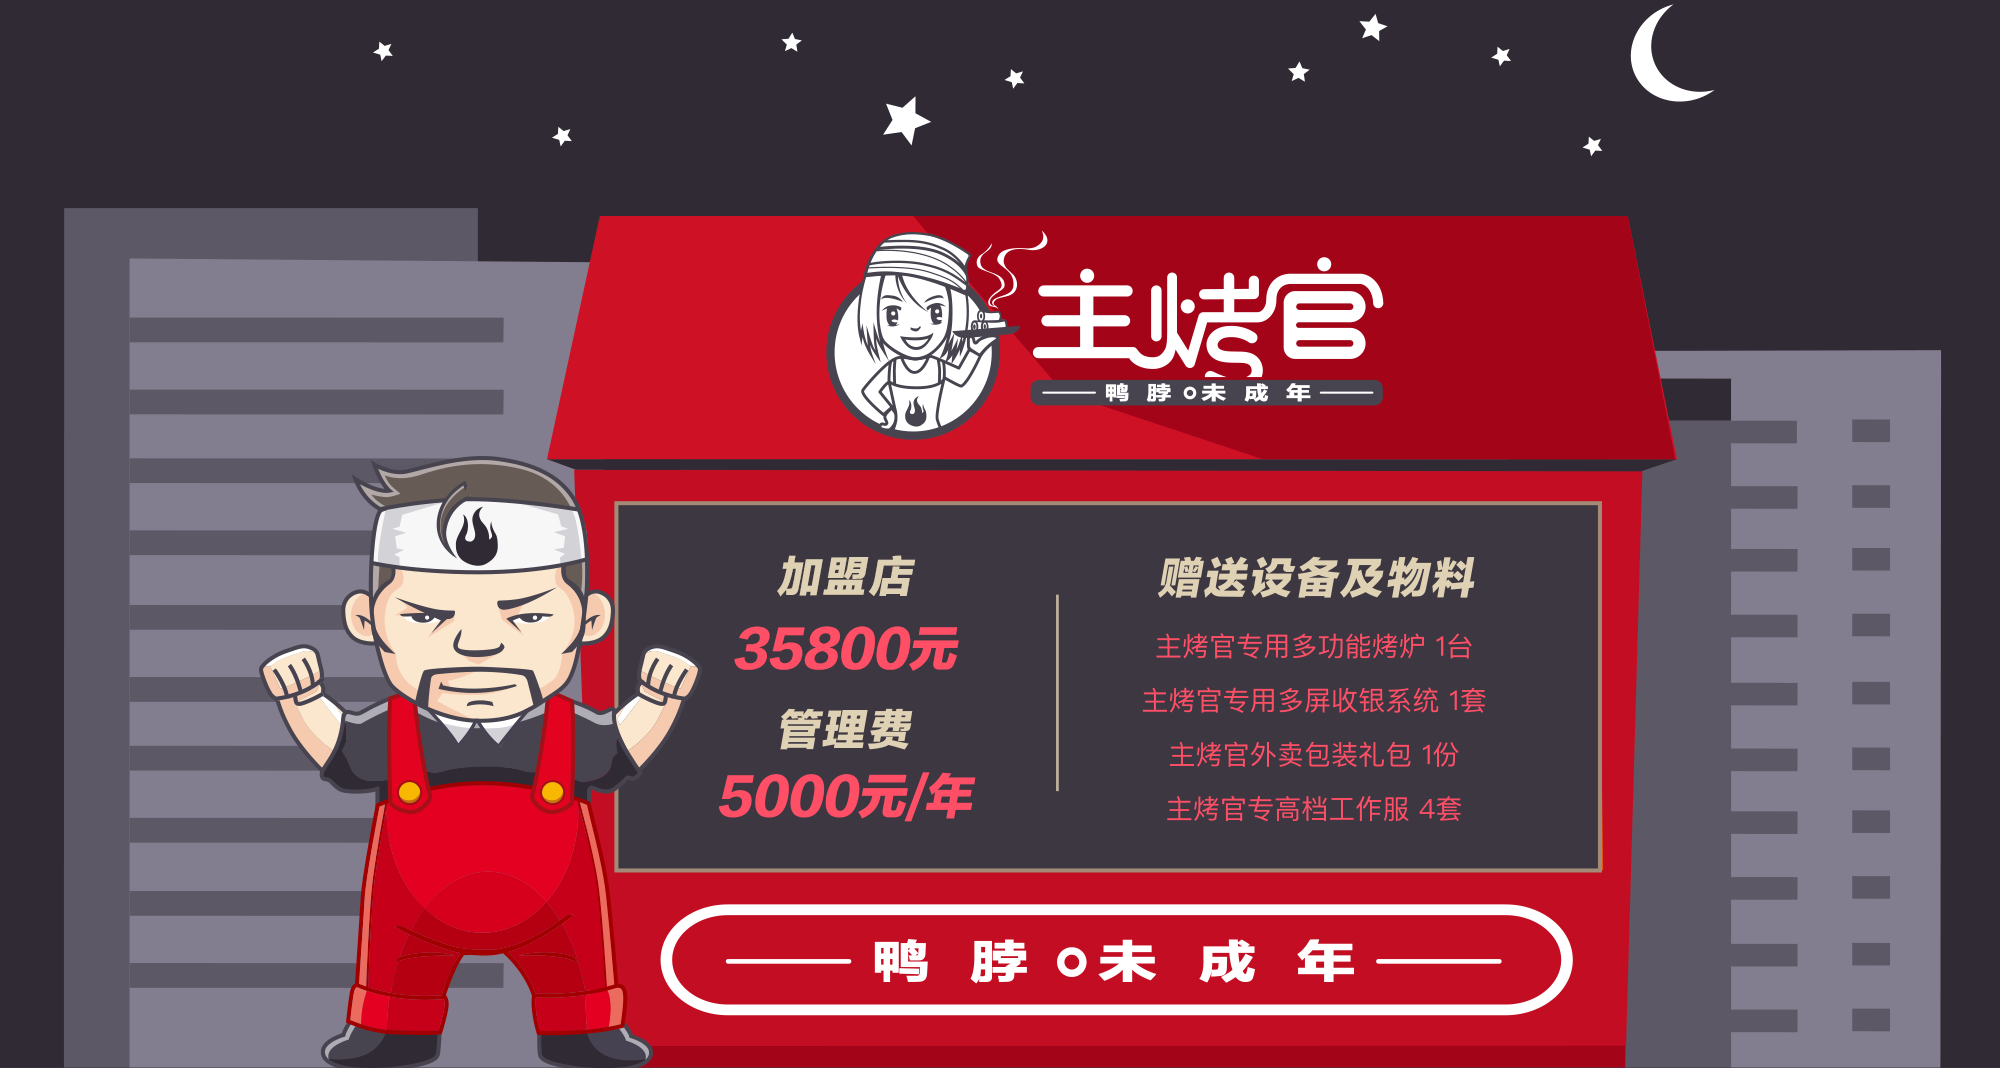 主烤官
鸭脖 未成年
加盟店
35800元
管理费
5000元/年
赠送设备及物料
主烤官专用多功能烤炉 1台
主烤官专用多屏收银系统 1套
主烤官外卖包装礼包 1份
主烤官专高档工作服 4套
鸭脖 未成年